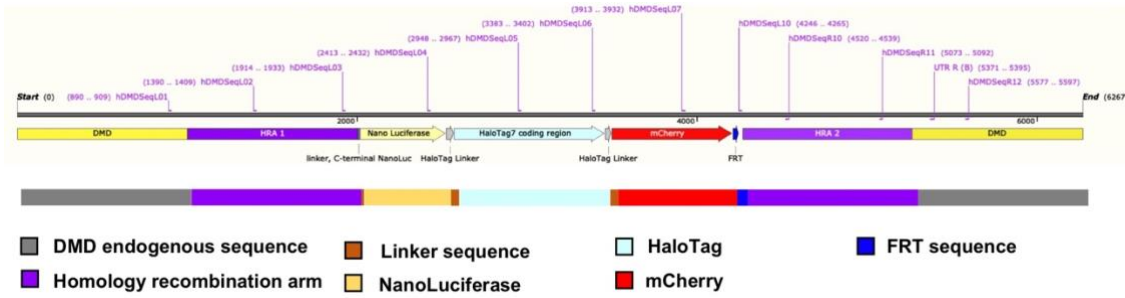 (3913 .. 3932) hDMDSeqL07
(3383 .. 3402) hDMDSeqL06
(4246 .. 4265) hDMDSeqL10
(2948 .. 2967) hDMDSeqL05
(4520 .. 4539) hDMDSeqR10
(2413 .. 2432) hDMDSeqL04
(5073 .. 5092) hDMDSeqR11
(1914 .. 1933) hDMDSeqL03
UTR R (B) (5371 .. 5395)
(1390 .. 1409) hDMDSeqL02
hDMDSeqR12 (5577 .. 5597)
Start (0) (890 .. 909) hDMDSeqL01 End (6267
2000 4000 6000
DMD HRA 1 Nano Luciferase HaloTag7 coding region mCherry HRA 2 DMD
linker, C-terminal NanoLuc HaloTag Linker HaloTag Linker FRT
DMD endogenous sequence Linker sequence HaloTag FRT sequence
Homology recombination arm NanoLuciferase mCherry